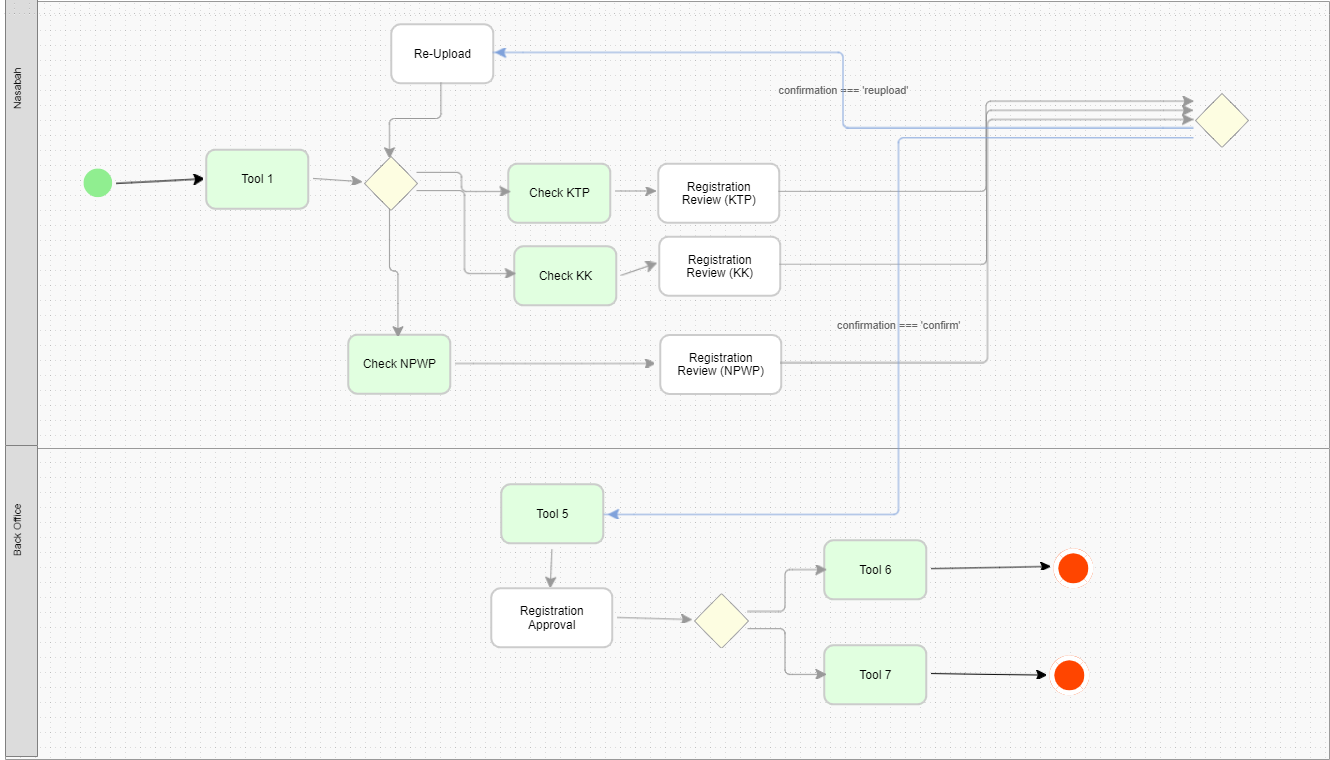 Nasabah
Re-Upload
confirmation === 'reupload'
Tool 1
Check KTP
Registration
Review (KTP)
Check KK
Registration
Review (KK)
confirmation === 'confirm'
Check NPWP
Registration
Review (NPWP)
Back Office
Tool 5
Registration
Approval
Tool 6
Tool 7